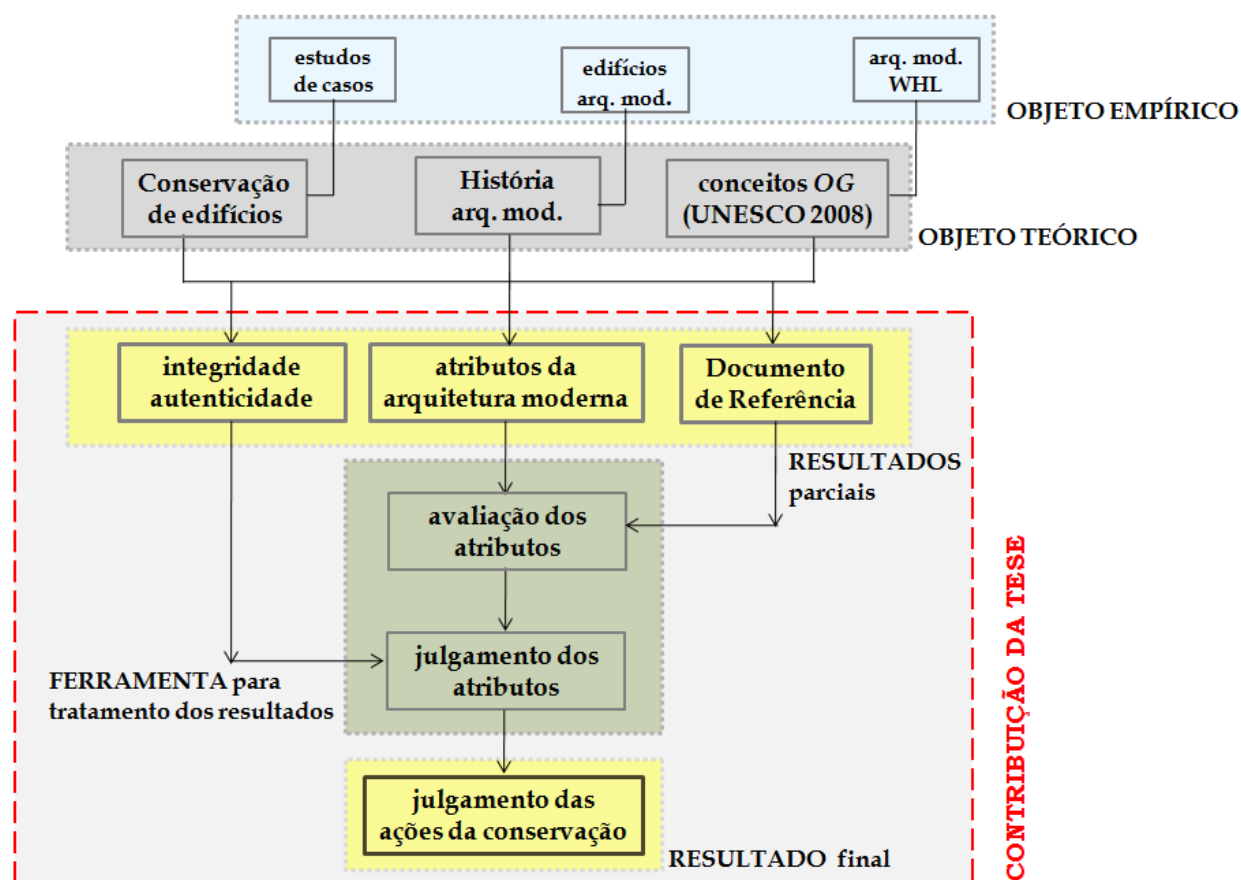 estudos
de casos
edifícios
arq. mod.
arq. mod.
WHL
OBJETO EMPÍRICO
Conservação
de edifícios
História
arq. mod.
conceitos OG
(UNESCO 2008)
OBJETO TEÓRICO
integridade
autenticidade
atributos da
arquitetura moderna
Documento
de Referência
RESULTADOS
parciais
avaliação dos
atributos
julgamento dos
atributos
FERRAMENTA para
tratamento dos resultados
julgamento das
ações da conservação
RESULTADO final
CONTRIBUIÇÃO DA TESE